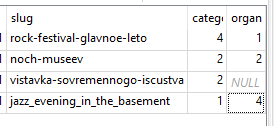 slug categ organ
rock-festival-glavnoe-leto 4 1
noch-museev 2 2
vistavka-sovremennogo-iscustva 2 NULL
jazz_evening_in_the_basement 1 4